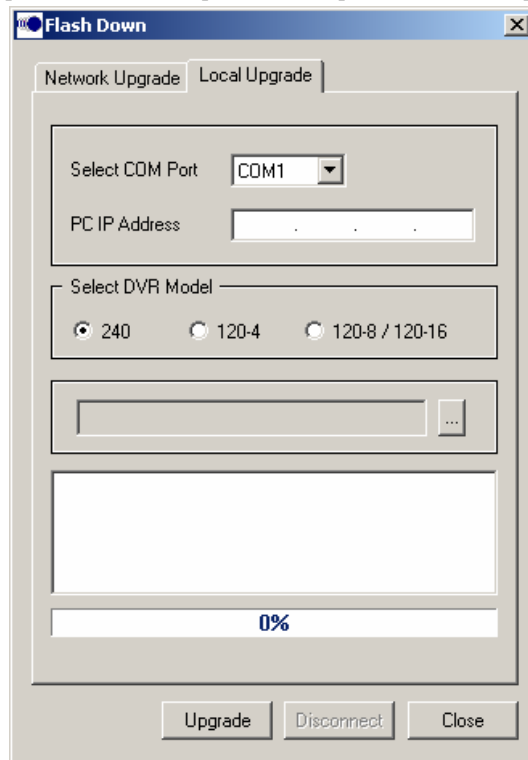 Flash Down
Network Upgrade Local Upgrade
Select COM Port COM1
PC IP Address . . .
Select DVR Model
240 120-4 120-8 / 120-16
...
0%
Upgrade Disconnect Close